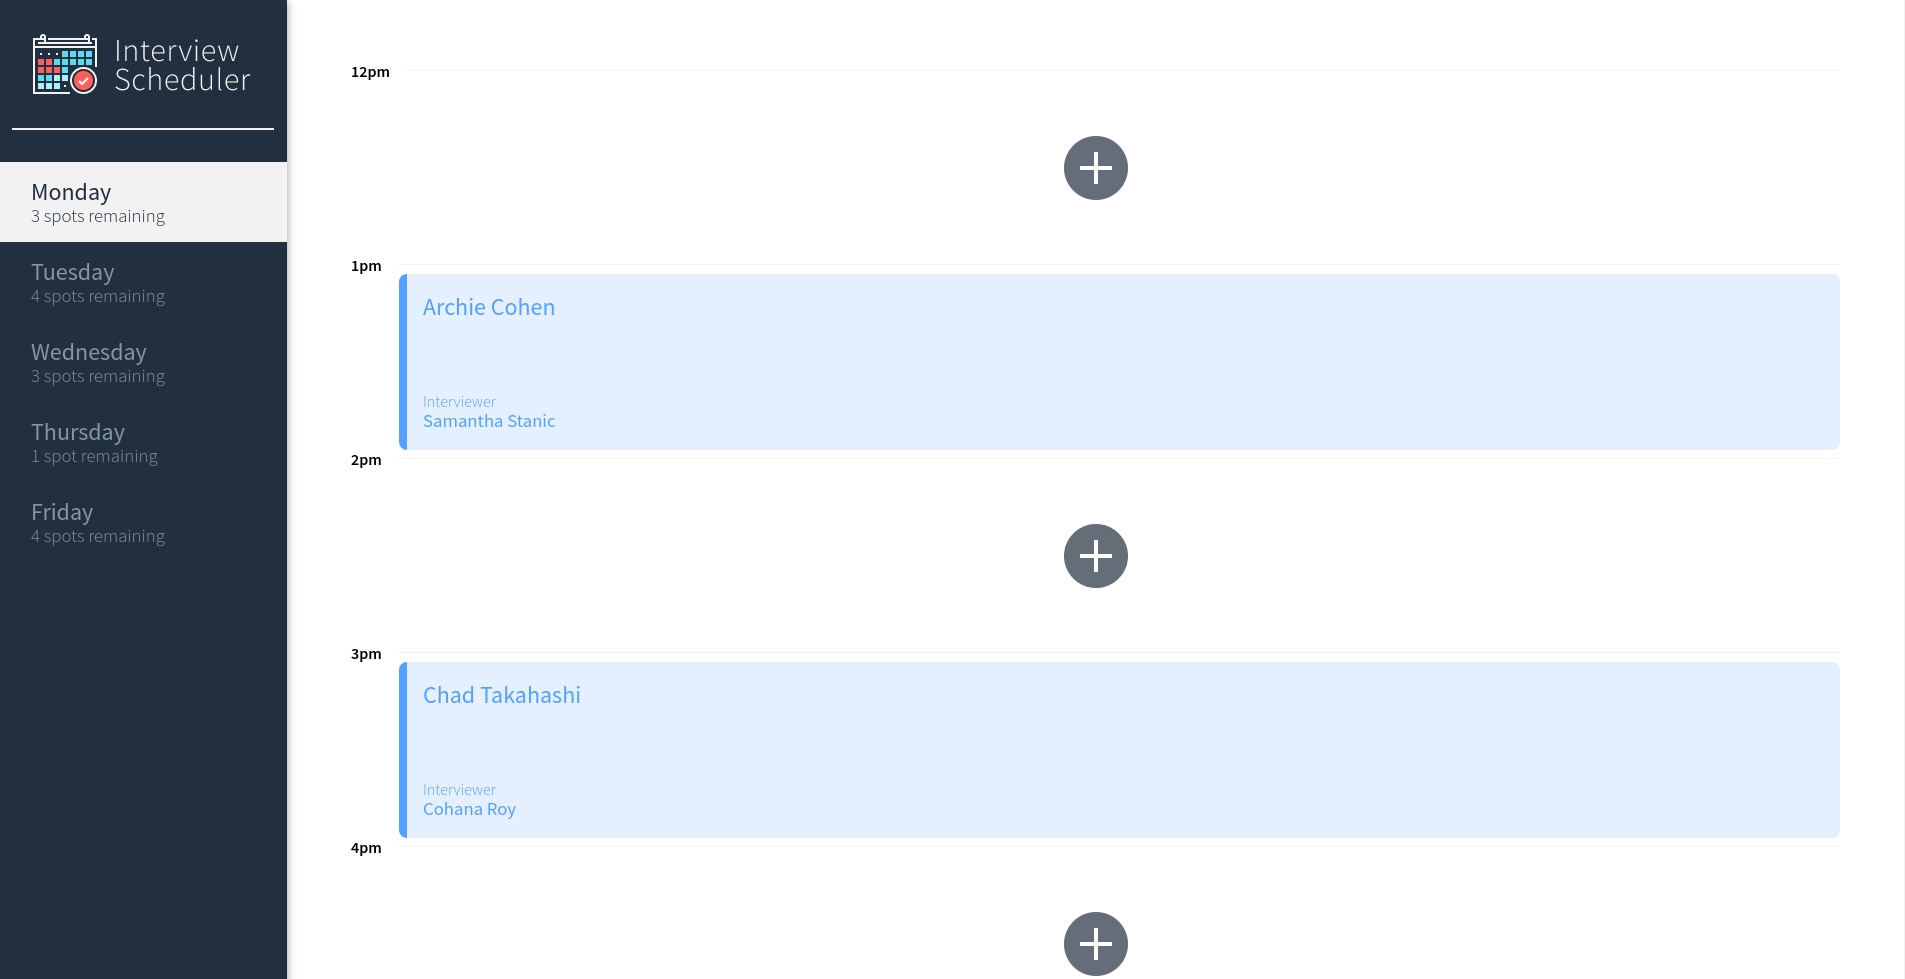 Interview
Scheduler
Monday
3 spots remaining
Tuesday
4 spots remaining
Wednesday
3 spots remaining
Thursday
1 spot remaining
Friday
4 spots remaining
12pm
1pm
Archie Cohen
Interviewer
Samantha Stanic
2pm
3pm
Chad Takahashi
Interviewer
Cohana Roy
4pm